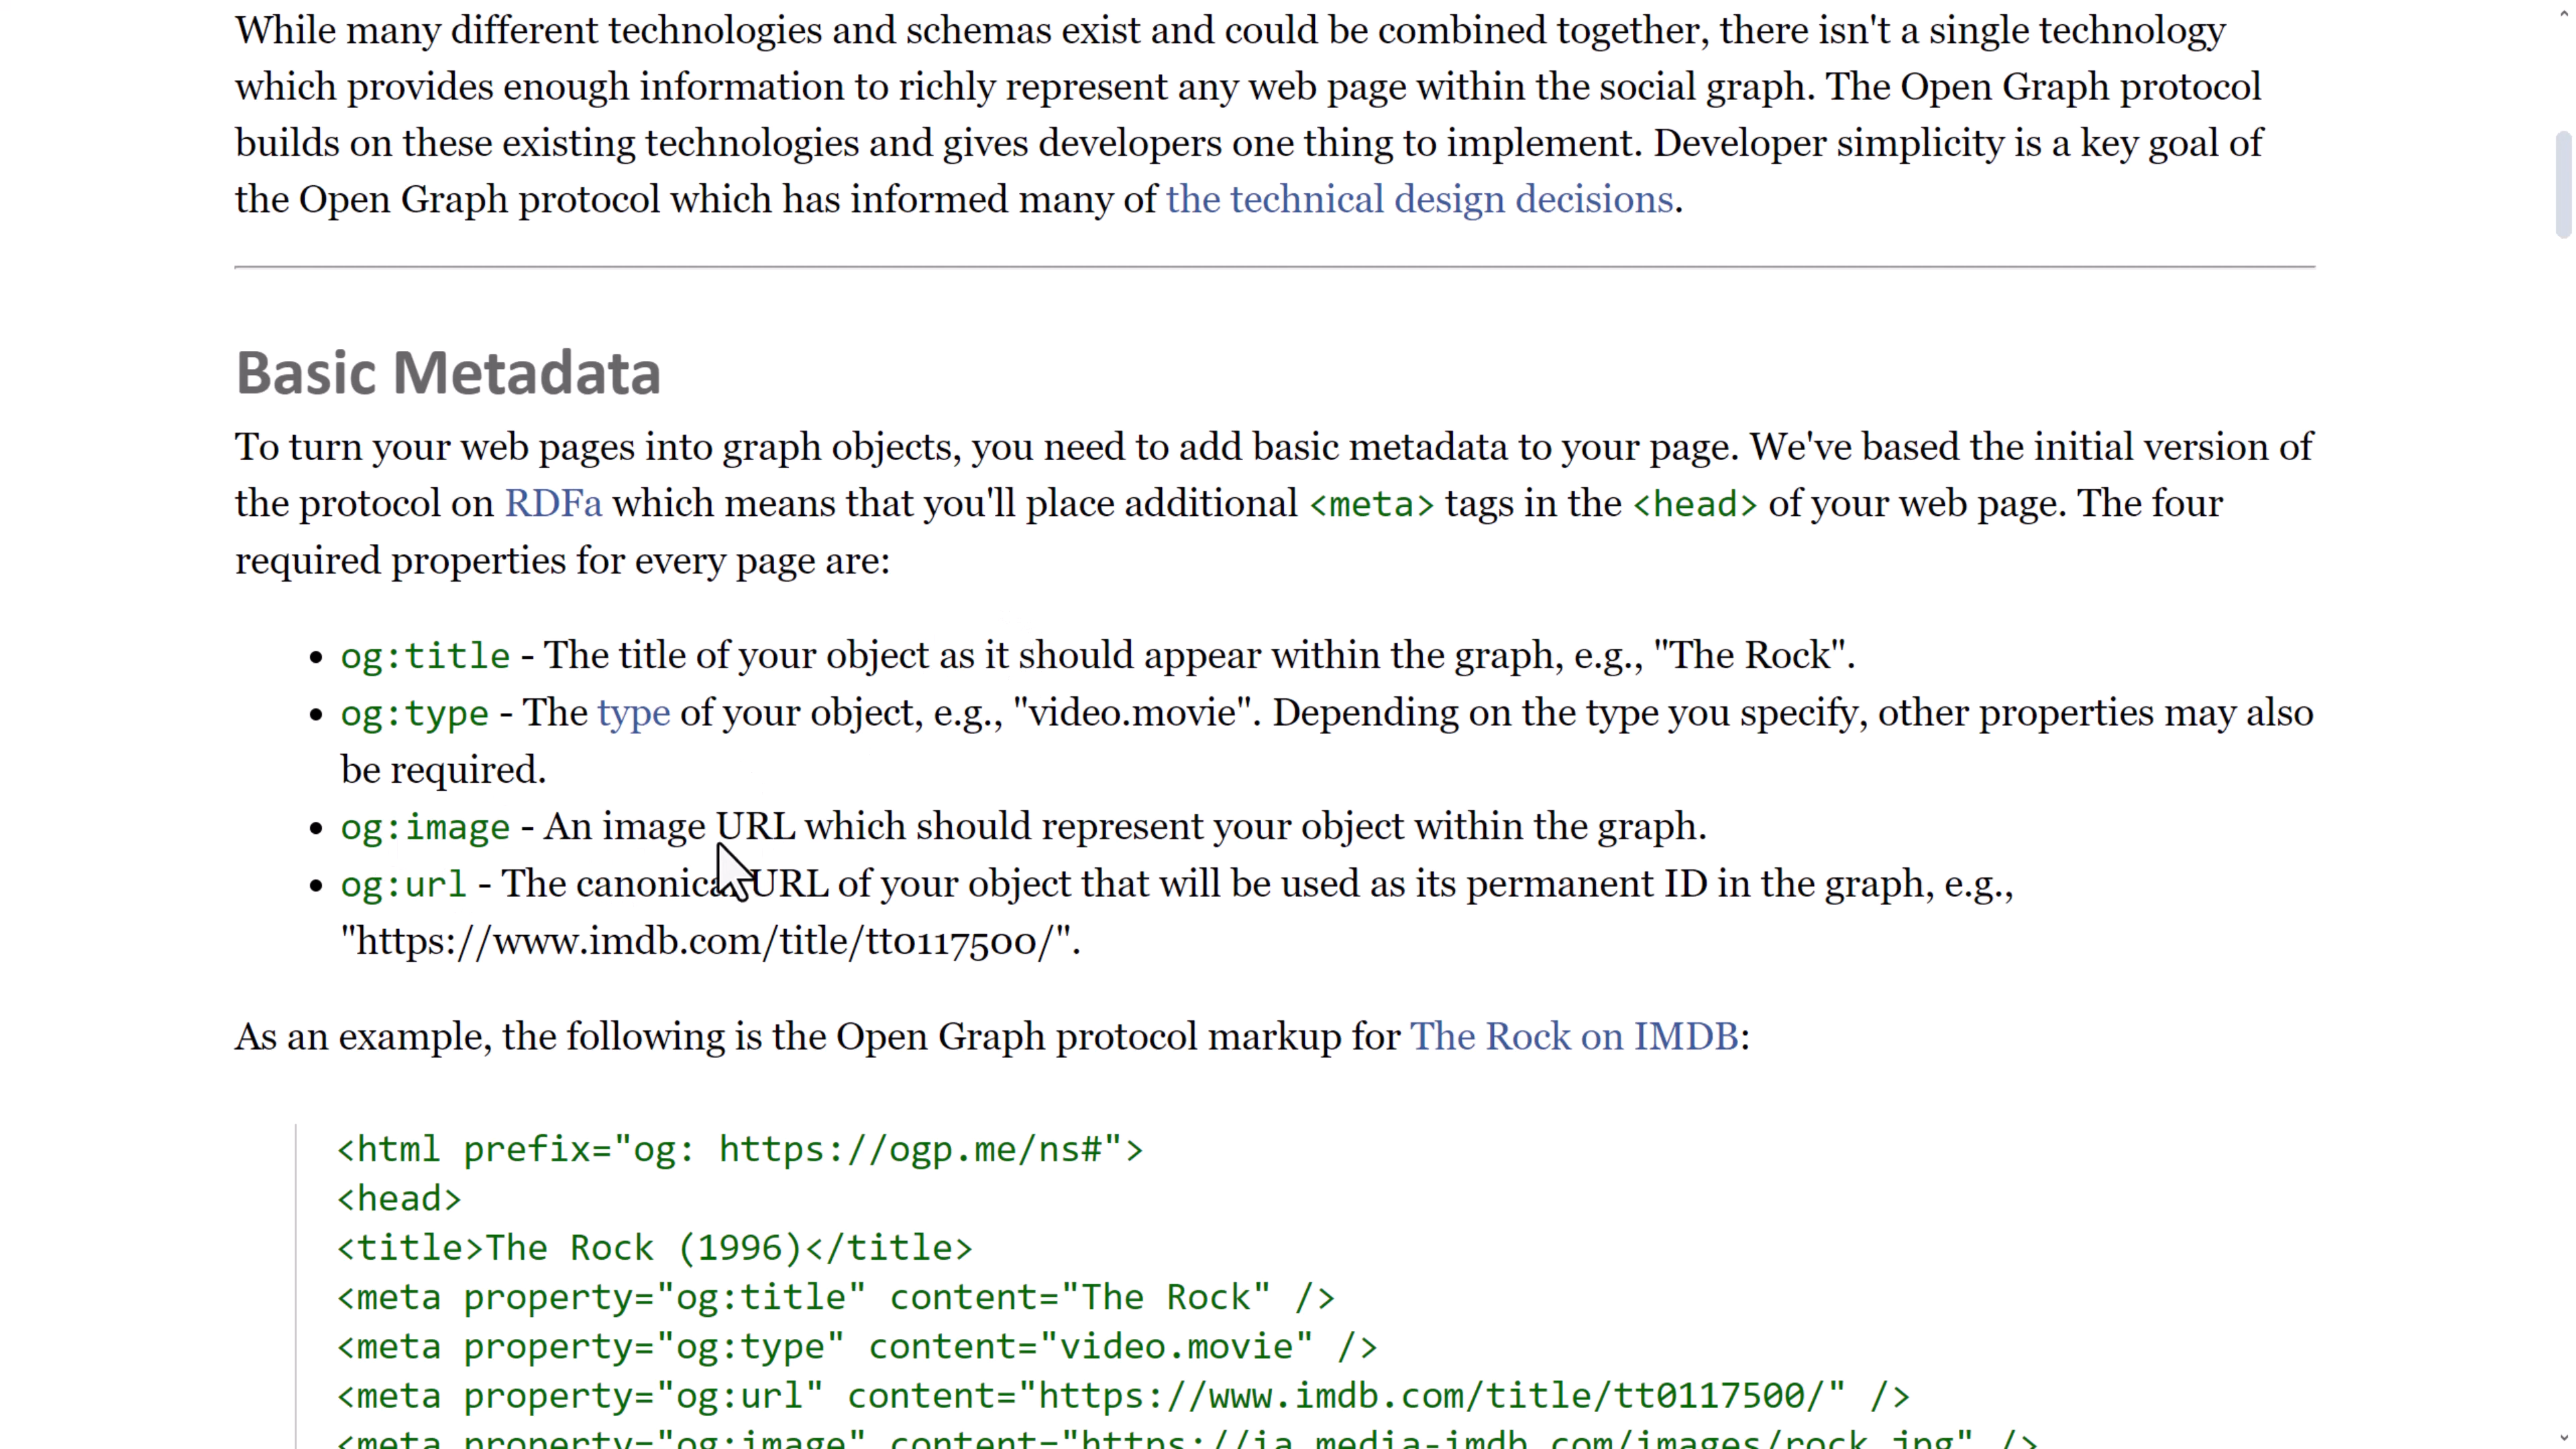 While many different technologies and schemas exist and could be combined together, there isn't a single technology
which provides enough information to richly represent any web page within the social graph. The Open Graph protocol
builds on these existing technologies and gives developers one thing to implement. Developer simplicity is a key goal of
the Open Graph protocol which has informed many of the technical design decisions.
Basic Metadata
To turn your web pages into graph objects, you need to add basic metadata to your page. We've based the initial version of
the protocol on RDFa which means that you'll place additional <meta> tags in the <head> of your web page. The four
required properties for every page are:
• og:title - The title of your object as it should appear within the graph, e.g., "The Rock".
• og:type - The type of your object, e.g., "video.movie". Depending on the type you specify, other properties may also
be required.
• og:image - An image URL which should represent your object within the graph.
• og:url - The canonical URL of your object that will be used as its permanent ID in the graph, e.g.,
"https://www.imdb.com/title/tt0117500/".
As an example, the following is the Open Graph protocol markup for The Rock on IMDB:
<html prefix="og: https://ogp.me/ns#">
<head>
<title>The Rock (1996)</title>
<meta property="og:title" content="The Rock" />
<meta property="og:type" content="video.movie" />
<meta property="og:url" content="https://www.imdb.com/title/tt0117500/" />
<meta property="og:image" content="https://ia.media-imdb.com/images/rock.jpg" />